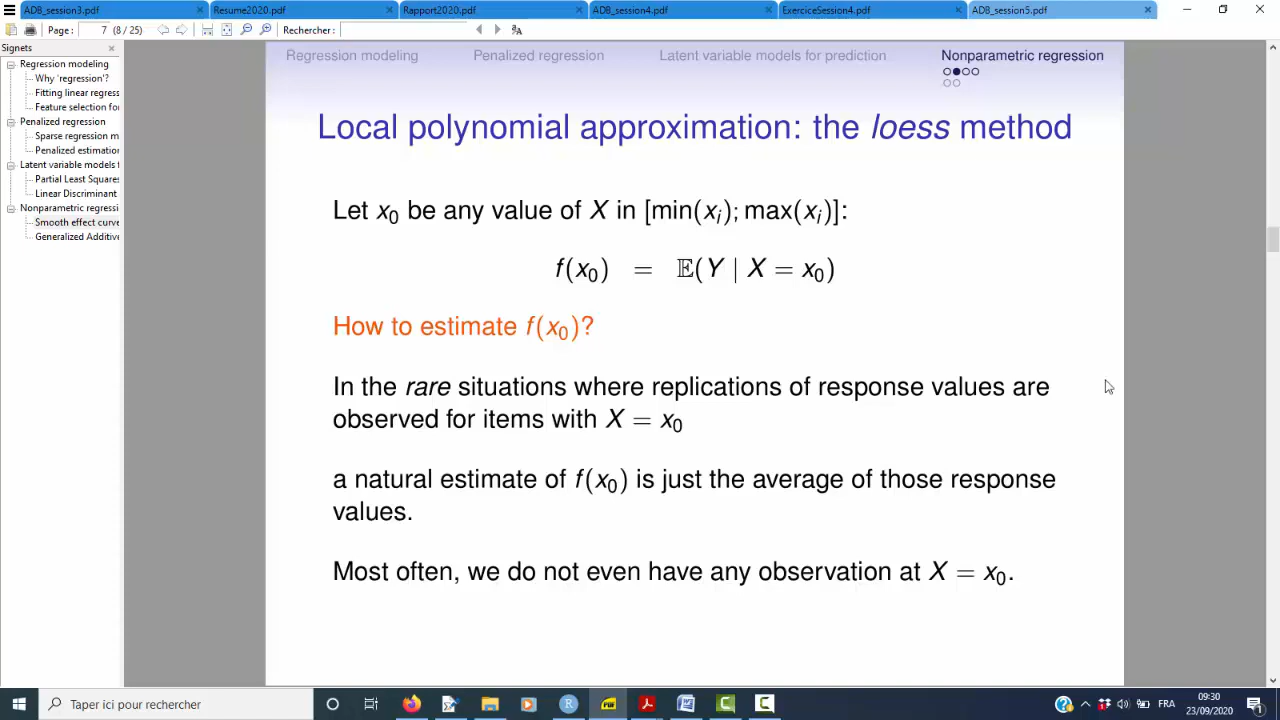 ADB_session3.pdf
Resume2020.pdf
Rapport2020.pdf
ADB_session4.pdf
ExerciceSession4.pdf
ADB_session5.pdf
Page : 7 (8 / 25)
Rechercher :
Signets
Regression modeling
Why 'regression'?
Fitting linear regress
Feature selection for
Penalized regression
Sparse regression m
Penalized estimation
Latent variable models f
Partial Least Squares
Linear Discriminant
Nonparametric regressi
Smooth effect curve
Generalized Additive
Regression modeling Penalized regression Latent variable models for prediction Nonparametric regression
Local polynomial approximation: the loess method
Let x₀ be any value of X in [min(xᵢ); max(xᵢ)]:
f(x₀) = 𝔼(Y | X = x₀)
How to estimate f(x₀)?
In the rare situations where replications of response values are
observed for items with X = x₀
a natural estimate of f(x₀) is just the average of those response
values.
Most often, we do not even have any observation at X = x₀.
Taper ici pour rechercher
FRA
09:30
23/09/2020